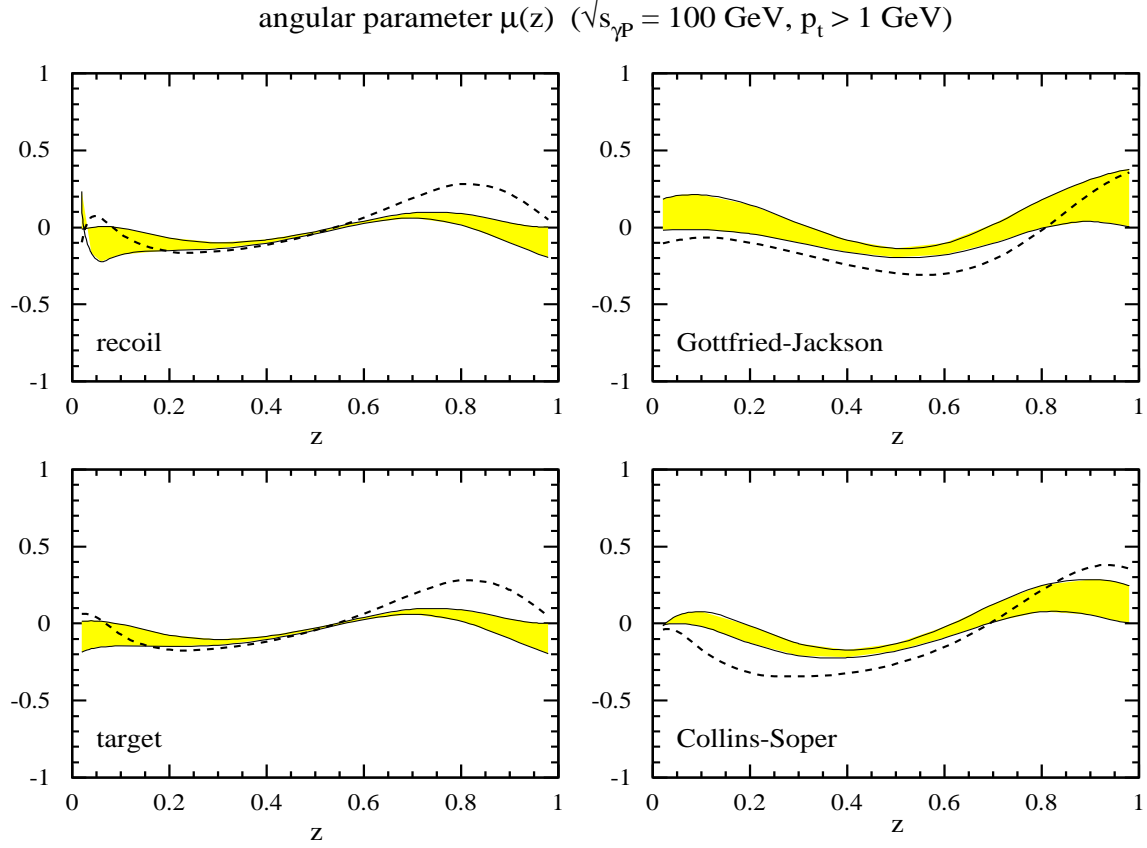 angular parameter μ(z) (√s_γP = 100 GeV, p_t > 1 GeV)
1
0.5
0
-0.5
-1
recoil
0 0.2 0.4 0.6 0.8 1
z
1
0.5
0
-0.5
-1
Gottfried-Jackson
0 0.2 0.4 0.6 0.8 1
z
1
0.5
0
-0.5
-1
target
0 0.2 0.4 0.6 0.8 1
z
1
0.5
0
-0.5
-1
Collins-Soper
0 0.2 0.4 0.6 0.8 1
z